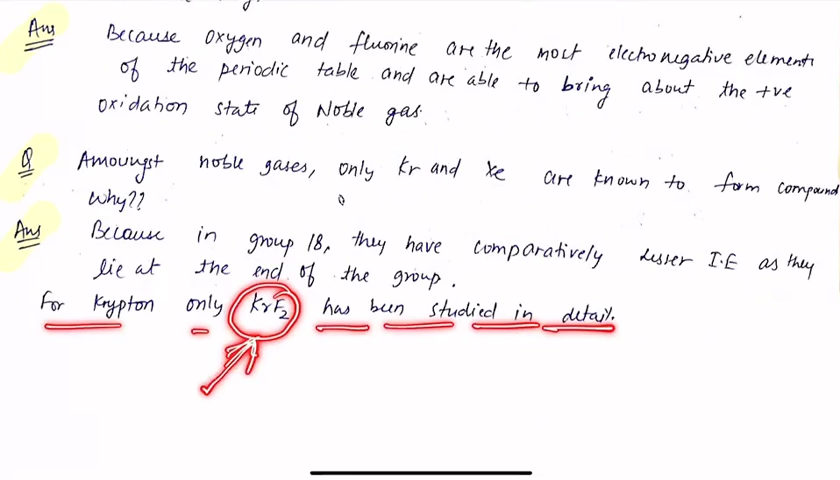 Ans Because oxygen and fluorine are the most electronegative elements
of the periodic table and are able to bring about the +ve
oxidation state of Noble gas.
Q Amoungst noble gases, only Kr and Xe are known to form compound
Why??
Ans Because in group 18, they have comparatively lesser I.E as they
lie at the end of the group.
For Krypton only KrF₂ has been studied in detail.